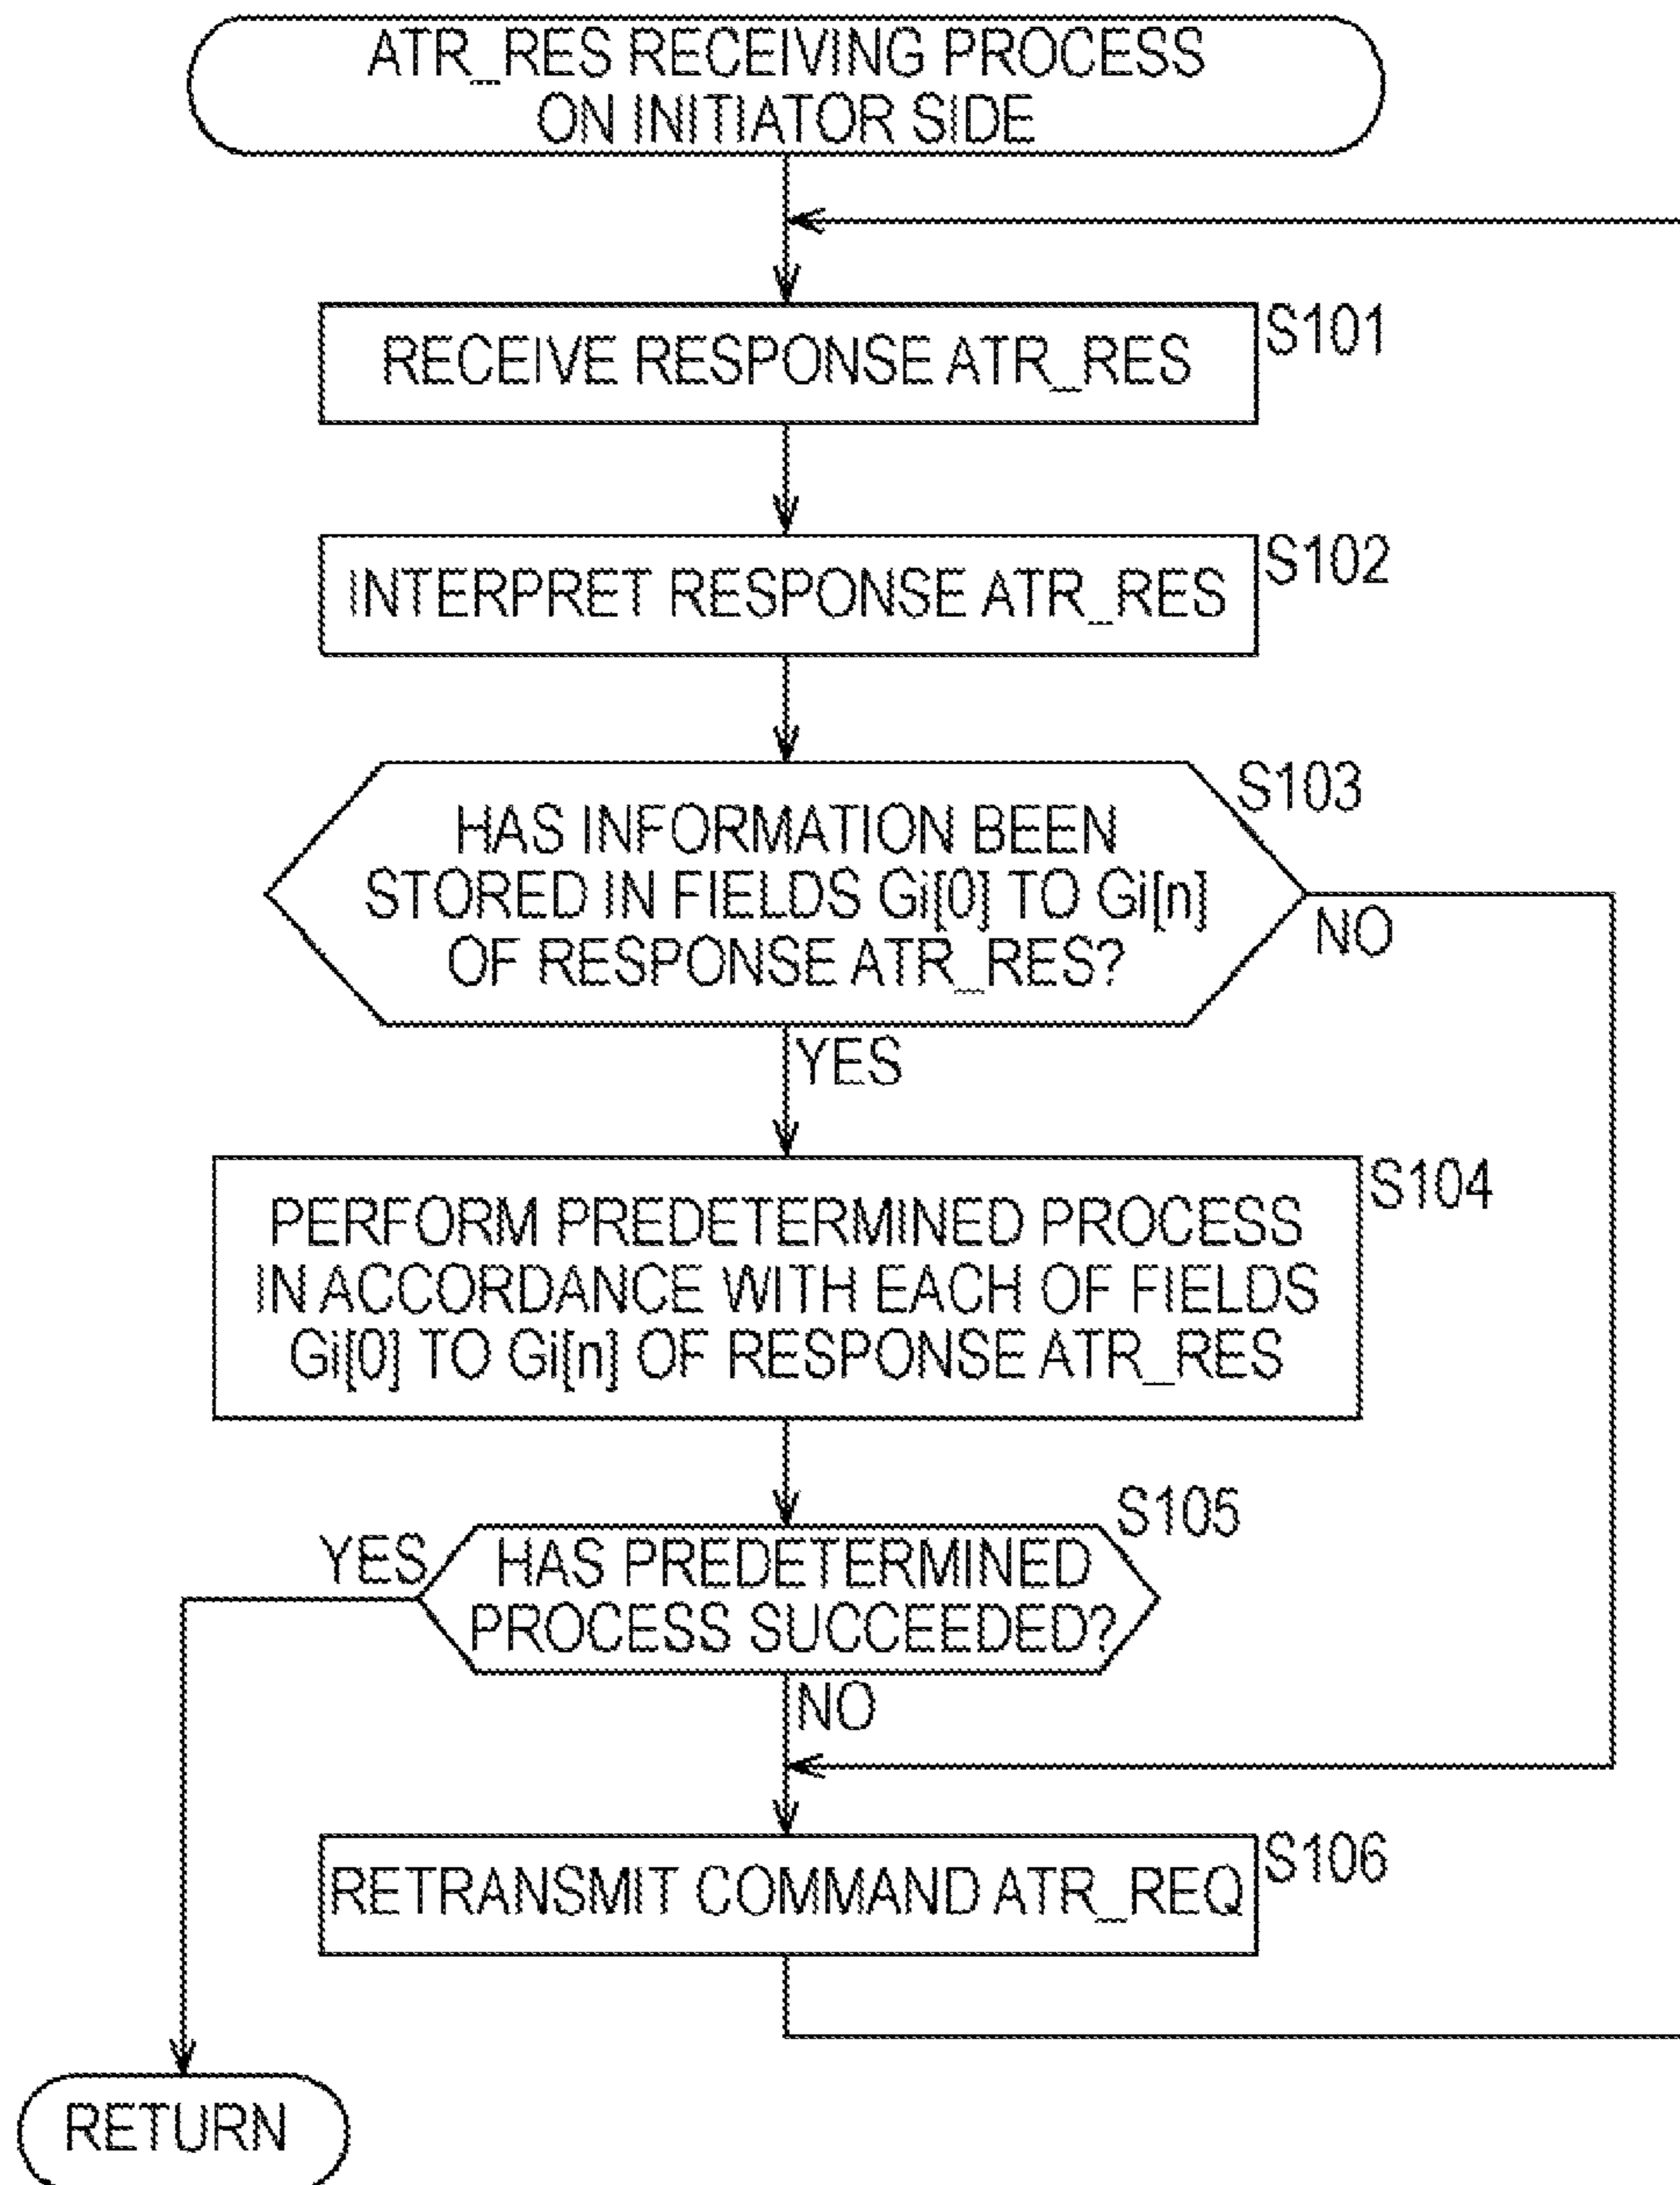 ATR_RES RECEIVING PROCESS
ON INITIATOR SIDE
RECEIVE RESPONSE ATR_RES
S101
INTERPRET RESPONSE ATR_RES
S102
HAS INFORMATION BEEN
STORED IN FIELDS Gi[0] TO Gi[n]
OF RESPONSE ATR_RES?
S103
NO
YES
PERFORM PREDETERMINED PROCESS
IN ACCORDANCE WITH EACH OF FIELDS
Gi[0] TO Gi[n] OF RESPONSE ATR_RES
S104
HAS PREDETERMINED
PROCESS SUCCEEDED?
S105
YES
NO
RETRANSMIT COMMAND ATR_REQ
S106
RETURN